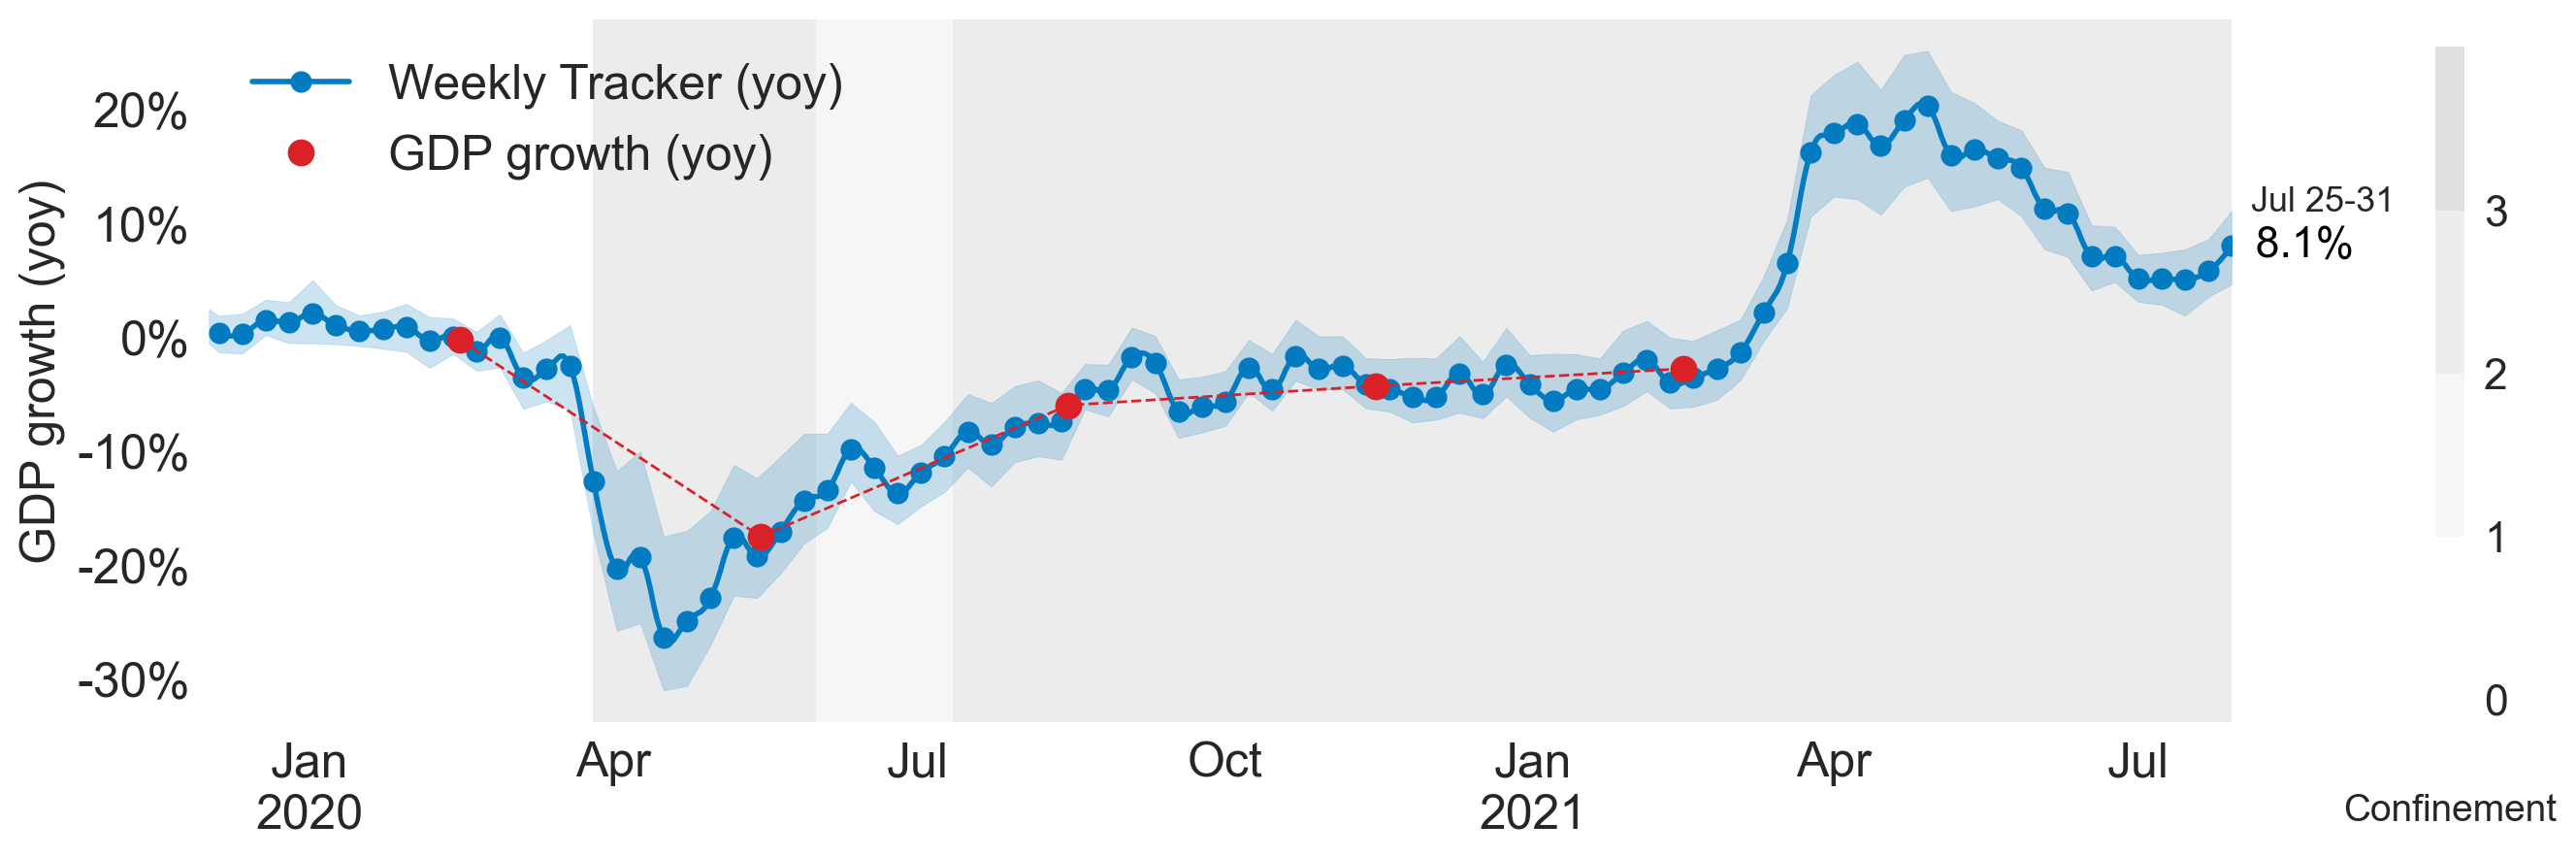 Weekly Tracker (yoy)
GDP growth (yoy)
GDP growth (yoy)
20%
10%
0%
-10%
-20%
-30%
Jan
2020
Apr
Jul
Oct
Jan
2021
Apr
Jul
Jul 25-31
8.1%
3
2
1
0
Confinement